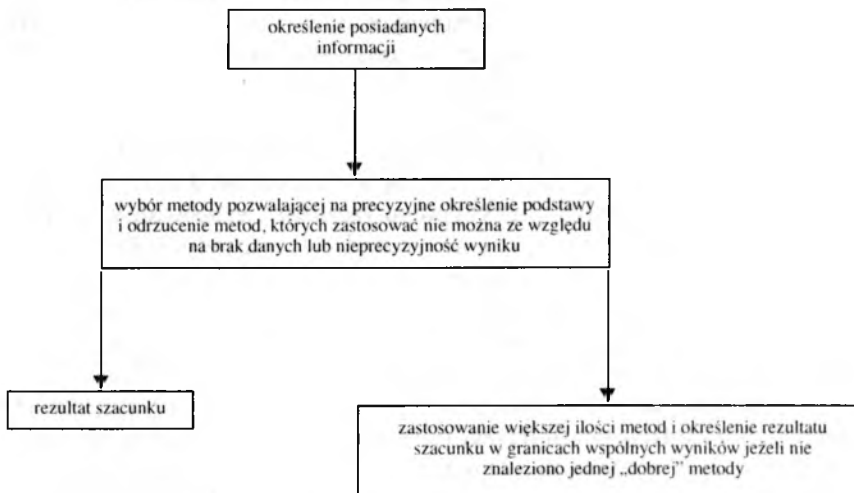 określenie posiadanych
informacji
wybór metody pozwalającej na precyzyjne określenie podstawy
i odrzucenie metod, których zastosować nie można ze względu
na brak danych lub nieprecyzyjność wyniku
rezultat szacunku
zastosowanie większej ilości metod i określenie rezultatu
szacunku w granicach wspólnych wyników jeżeli nie
znaleziono jednej „dobrej” metody